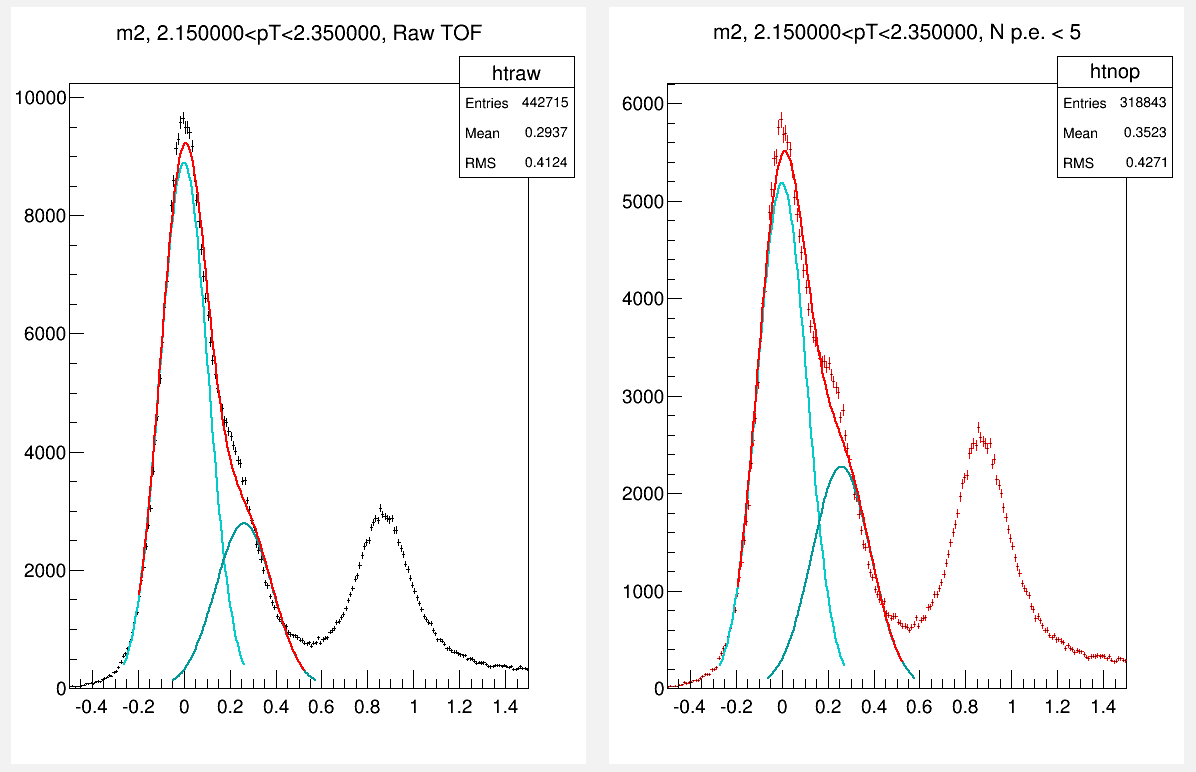 m2, 2.150000<pT<2.350000, Raw TOF
htraw
Entries 442715
Mean 0.2937
RMS 0.4124
10000
8000
6000
4000
2000
0
-0.4 -0.2 0 0.2 0.4 0.6 0.8 1 1.2 1.4
m2, 2.150000<pT<2.350000, N p.e. < 5
htnop
Entries 318843
Mean 0.3523
RMS 0.4271
6000
5000
4000
3000
2000
1000
0
-0.4 -0.2 0 0.2 0.4 0.6 0.8 1 1.2 1.4